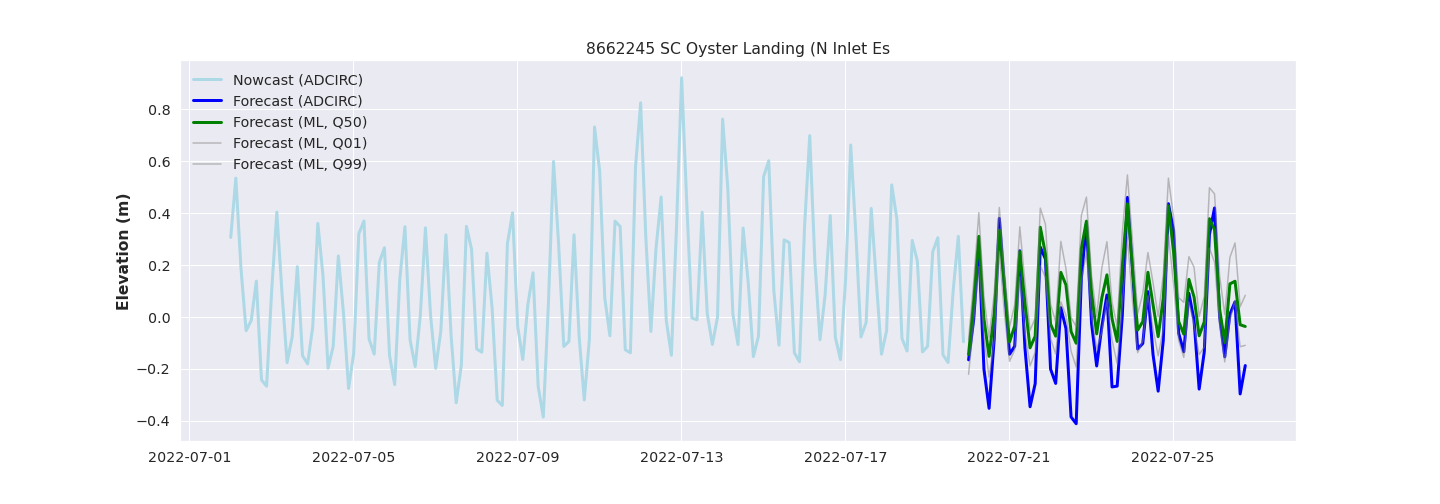 8662245 SC Oyster Landing (N Inlet Es
Nowcast (ADCIRC)
Forecast (ADCIRC)
Forecast (ML, Q50)
Forecast (ML, Q01)
Forecast (ML, Q99)
Elevation (m)
0.8
0.6
0.4
0.2
0.0
−0.2
−0.4
2022-07-01 2022-07-05 2022-07-09 2022-07-13 2022-07-17 2022-07-21 2022-07-25